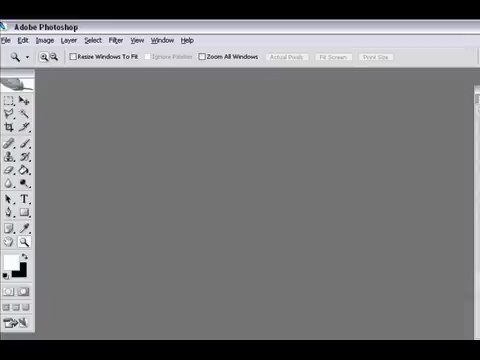 Adobe Photoshop
File Edit Image Layer Select Filter View Window Help
Resize Windows To Fit Ignore Palettes Zoom All Windows Actual Pixels Fill Screen Print Size
T